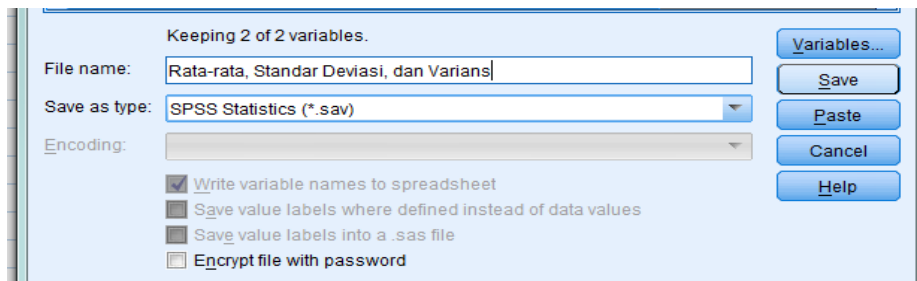 Keeping 2 of 2 variables.
Variables...
File name: Rata-rata, Standar Deviasi, dan Varians
Save
Save as type: SPSS Statistics (*.sav)
Paste
Encoding:
Cancel
Write variable names to spreadsheet
Help
Save value labels where defined instead of data values
Save value labels into a .sas file
Encrypt file with password